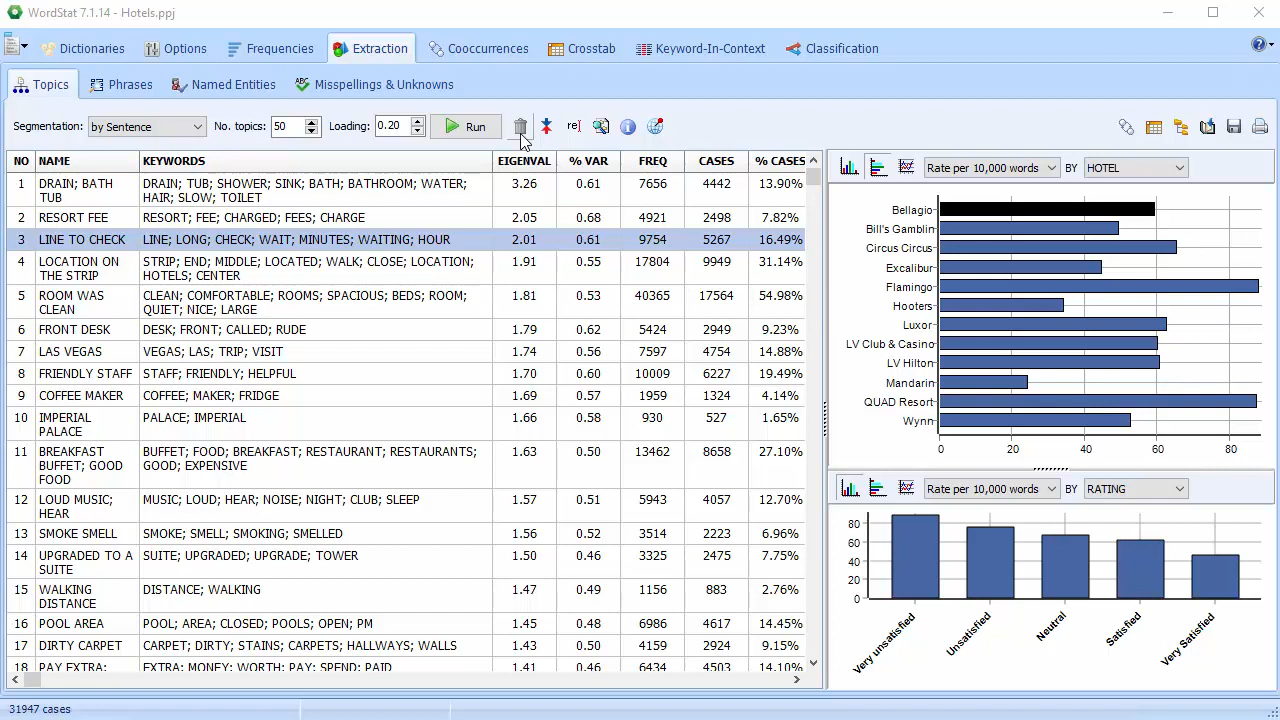 WordStat 7.1.14 - Hotels.ppj
Dictionaries Options Frequencies Extraction Cooccurrences Crosstab Keyword-In-Context Classification
Topics Phrases Named Entities ABC Misspellings & Unknowns
Segmentation: by Sentence No. topics: 50 Loading: 0.20 Run re
NO NAME KEYWORDS EIGENVAL % VAR FREQ CASES % CASES
1 DRAIN; BATH DRAIN; TUB; SHOWER; SINK; BATH; BATHROOM; WATER; 3.26 0.61 7656 4442 13.90%
TUB HAIR; SLOW; TOILET
2 RESORT FEE RESORT; FEE; CHARGED; FEES; CHARGE 2.05 0.68 4921 2498 7.82%
3 LINE TO CHECK LINE; LONG; CHECK; WAIT; MINUTES; WAITING; HOUR 2.01 0.61 9754 5267 16.49%
4 LOCATION ON STRIP; END; MIDDLE; LOCATED; WALK; CLOSE; LOCATION; 1.91 0.55 17804 9949 31.14%
THE STRIP HOTELS; CENTER
5 ROOM WAS CLEAN; COMFORTABLE; ROOMS; SPACIOUS; BEDS; ROOM; 1.81 0.53 40365 17564 54.98%
CLEAN QUIET; NICE; LARGE
6 FRONT DESK DESK; FRONT; CALLED; RUDE 1.79 0.62 5424 2949 9.23%
7 LAS VEGAS VEGAS; LAS; TRIP; VISIT 1.74 0.56 7597 4754 14.88%
8 FRIENDLY STAFF STAFF; FRIENDLY; HELPFUL 1.70 0.60 10009 6227 19.49%
9 COFFEE MAKER COFFEE; MAKER; FRIDGE 1.69 0.57 1959 1324 4.14%
10 IMPERIAL PALACE; IMPERIAL 1.66 0.58 930 527 1.65%
PALACE
11 BREAKFAST BUFFET; FOOD; BREAKFAST; RESTAURANT; RESTAURANTS; 1.63 0.50 13462 8658 27.10%
BUFFET; GOOD GOOD; EXPENSIVE
FOOD
12 LOUD MUSIC; MUSIC; LOUD; HEAR; NOISE; NIGHT; CLUB; SLEEP 1.57 0.51 5943 4057 12.70%
HEAR
13 SMOKE SMELL SMOKE; SMELL; SMOKING; SMELLED 1.56 0.52 3514 2223 6.96%
14 UPGRADED TO A SUITE; UPGRADED; UPGRADE; TOWER 1.50 0.46 3325 2475 7.75%
SUITE
15 WALKING DISTANCE; WALKING 1.47 0.49 1156 883 2.76%
DISTANCE
16 POOL AREA POOL; AREA; CLOSED; POOLS; OPEN; PM 1.45 0.48 6986 4617 14.45%
17 DIRTY CARPET CARPET; DIRTY; STAINS; CARPETS; HALLWAYS; WALLS 1.43 0.50 4159 2924 9.15%
18 PAY EXTRA; EXTRA; MONEY; WORTH; PAY; SPEND; PAID 1.41 0.46 6434 4503 14.10%
Rate per 10,000 words BY HOTEL
Bellagio
Bill's Gamblin
Circus Circus
Excalibur
Flamingo
Hooters
Luxor
LV Club & Casino
LV Hilton
Mandarin
QUAD Resort
Wynn
0 20 40 60 80
Rate per 10,000 words BY RATING
80
60
40
20
0
Very unsatisfied Unsatisfied Neutral Satisfied Very Satisfied
31947 cases